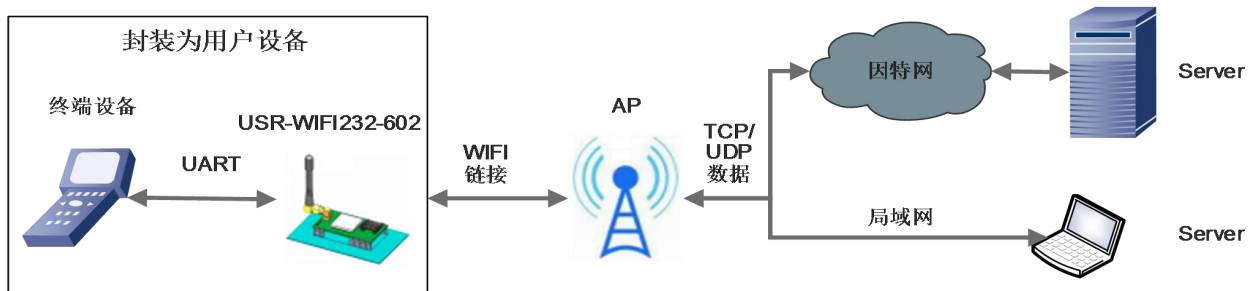 封装为用户设备
终端设备
USR-WIFI232-602
UART
WIFI
链接
AP
TCP/
UDP
数据
因特网
Server
局域网
Server